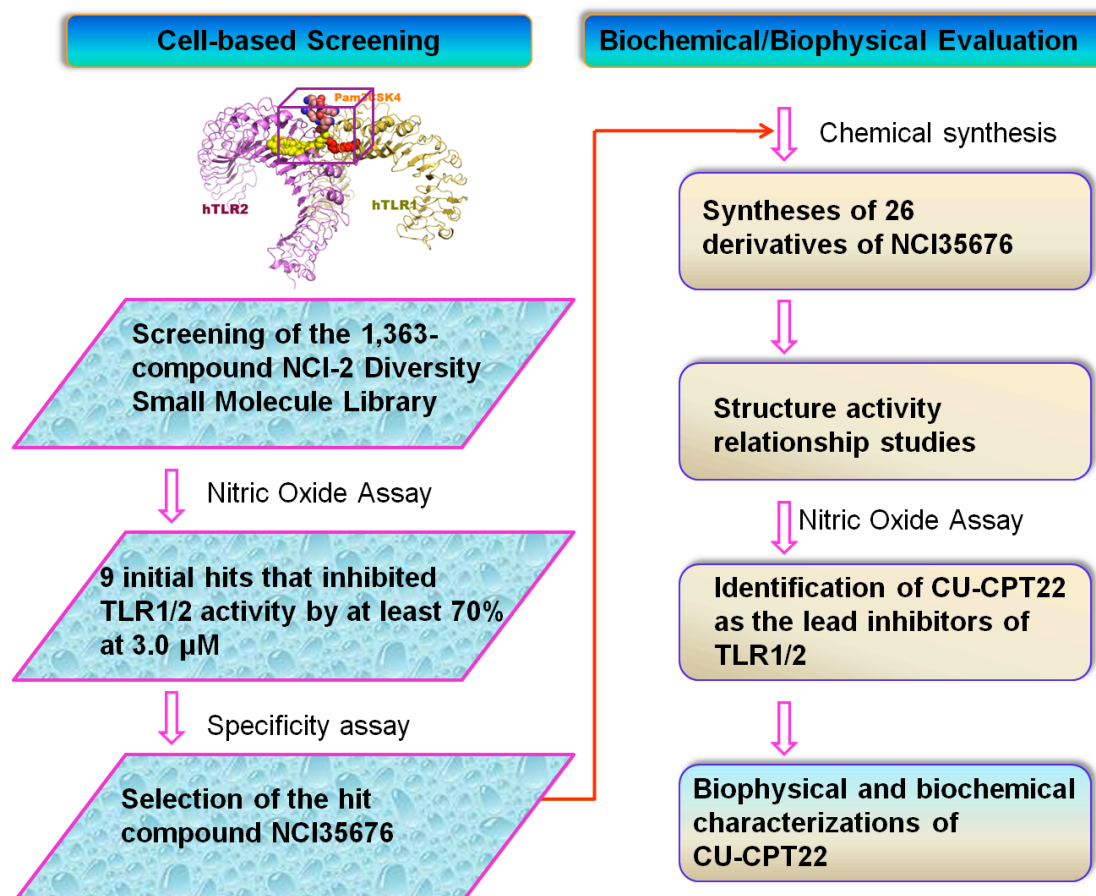 Cell-based Screening
Pam3CSK4
hTLR2
hTLR1
Screening of the 1,363-
compound NCI-2 Diversity
Small Molecule Library
Nitric Oxide Assay
9 initial hits that inhibited
TLR1/2 activity by at least 70%
at 3.0 µM
Specificity assay
Selection of the hit
compound NCI35676
Biochemical/Biophysical Evaluation
Chemical synthesis
Syntheses of 26
derivatives of NCI35676
Structure activity
relationship studies
Nitric Oxide Assay
Identification of CU-CPT22
as the lead inhibitors of
TLR1/2
Biophysical and biochemical
characterizations of
CU-CPT22